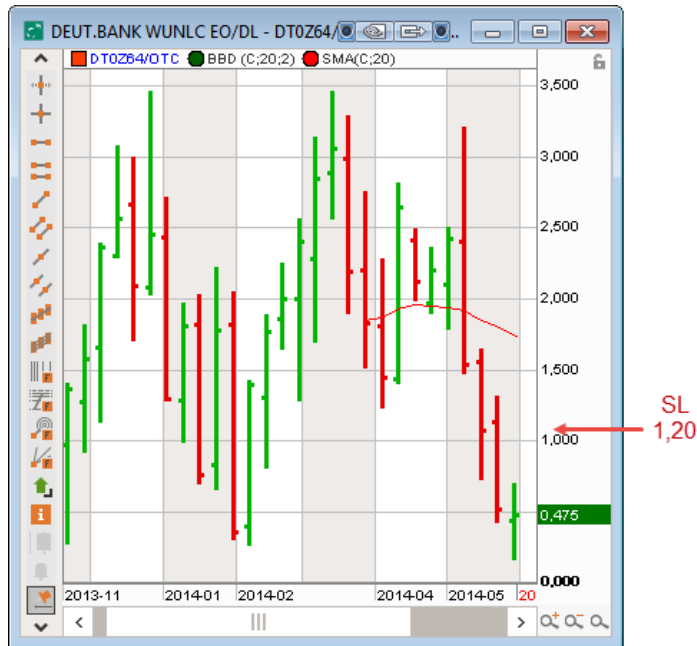 DEUT.BANK WUNLC EO/DL - DT0Z64/ ..
DT0Z64/OTC BBD (C;20;2) SMA(C;20)
3,500
3,000
2,500
2,000
1,500
SL
1,20
1,000
0,475
0,000
2013-11 2014-01 2014-02 2014-04 2014-05 20